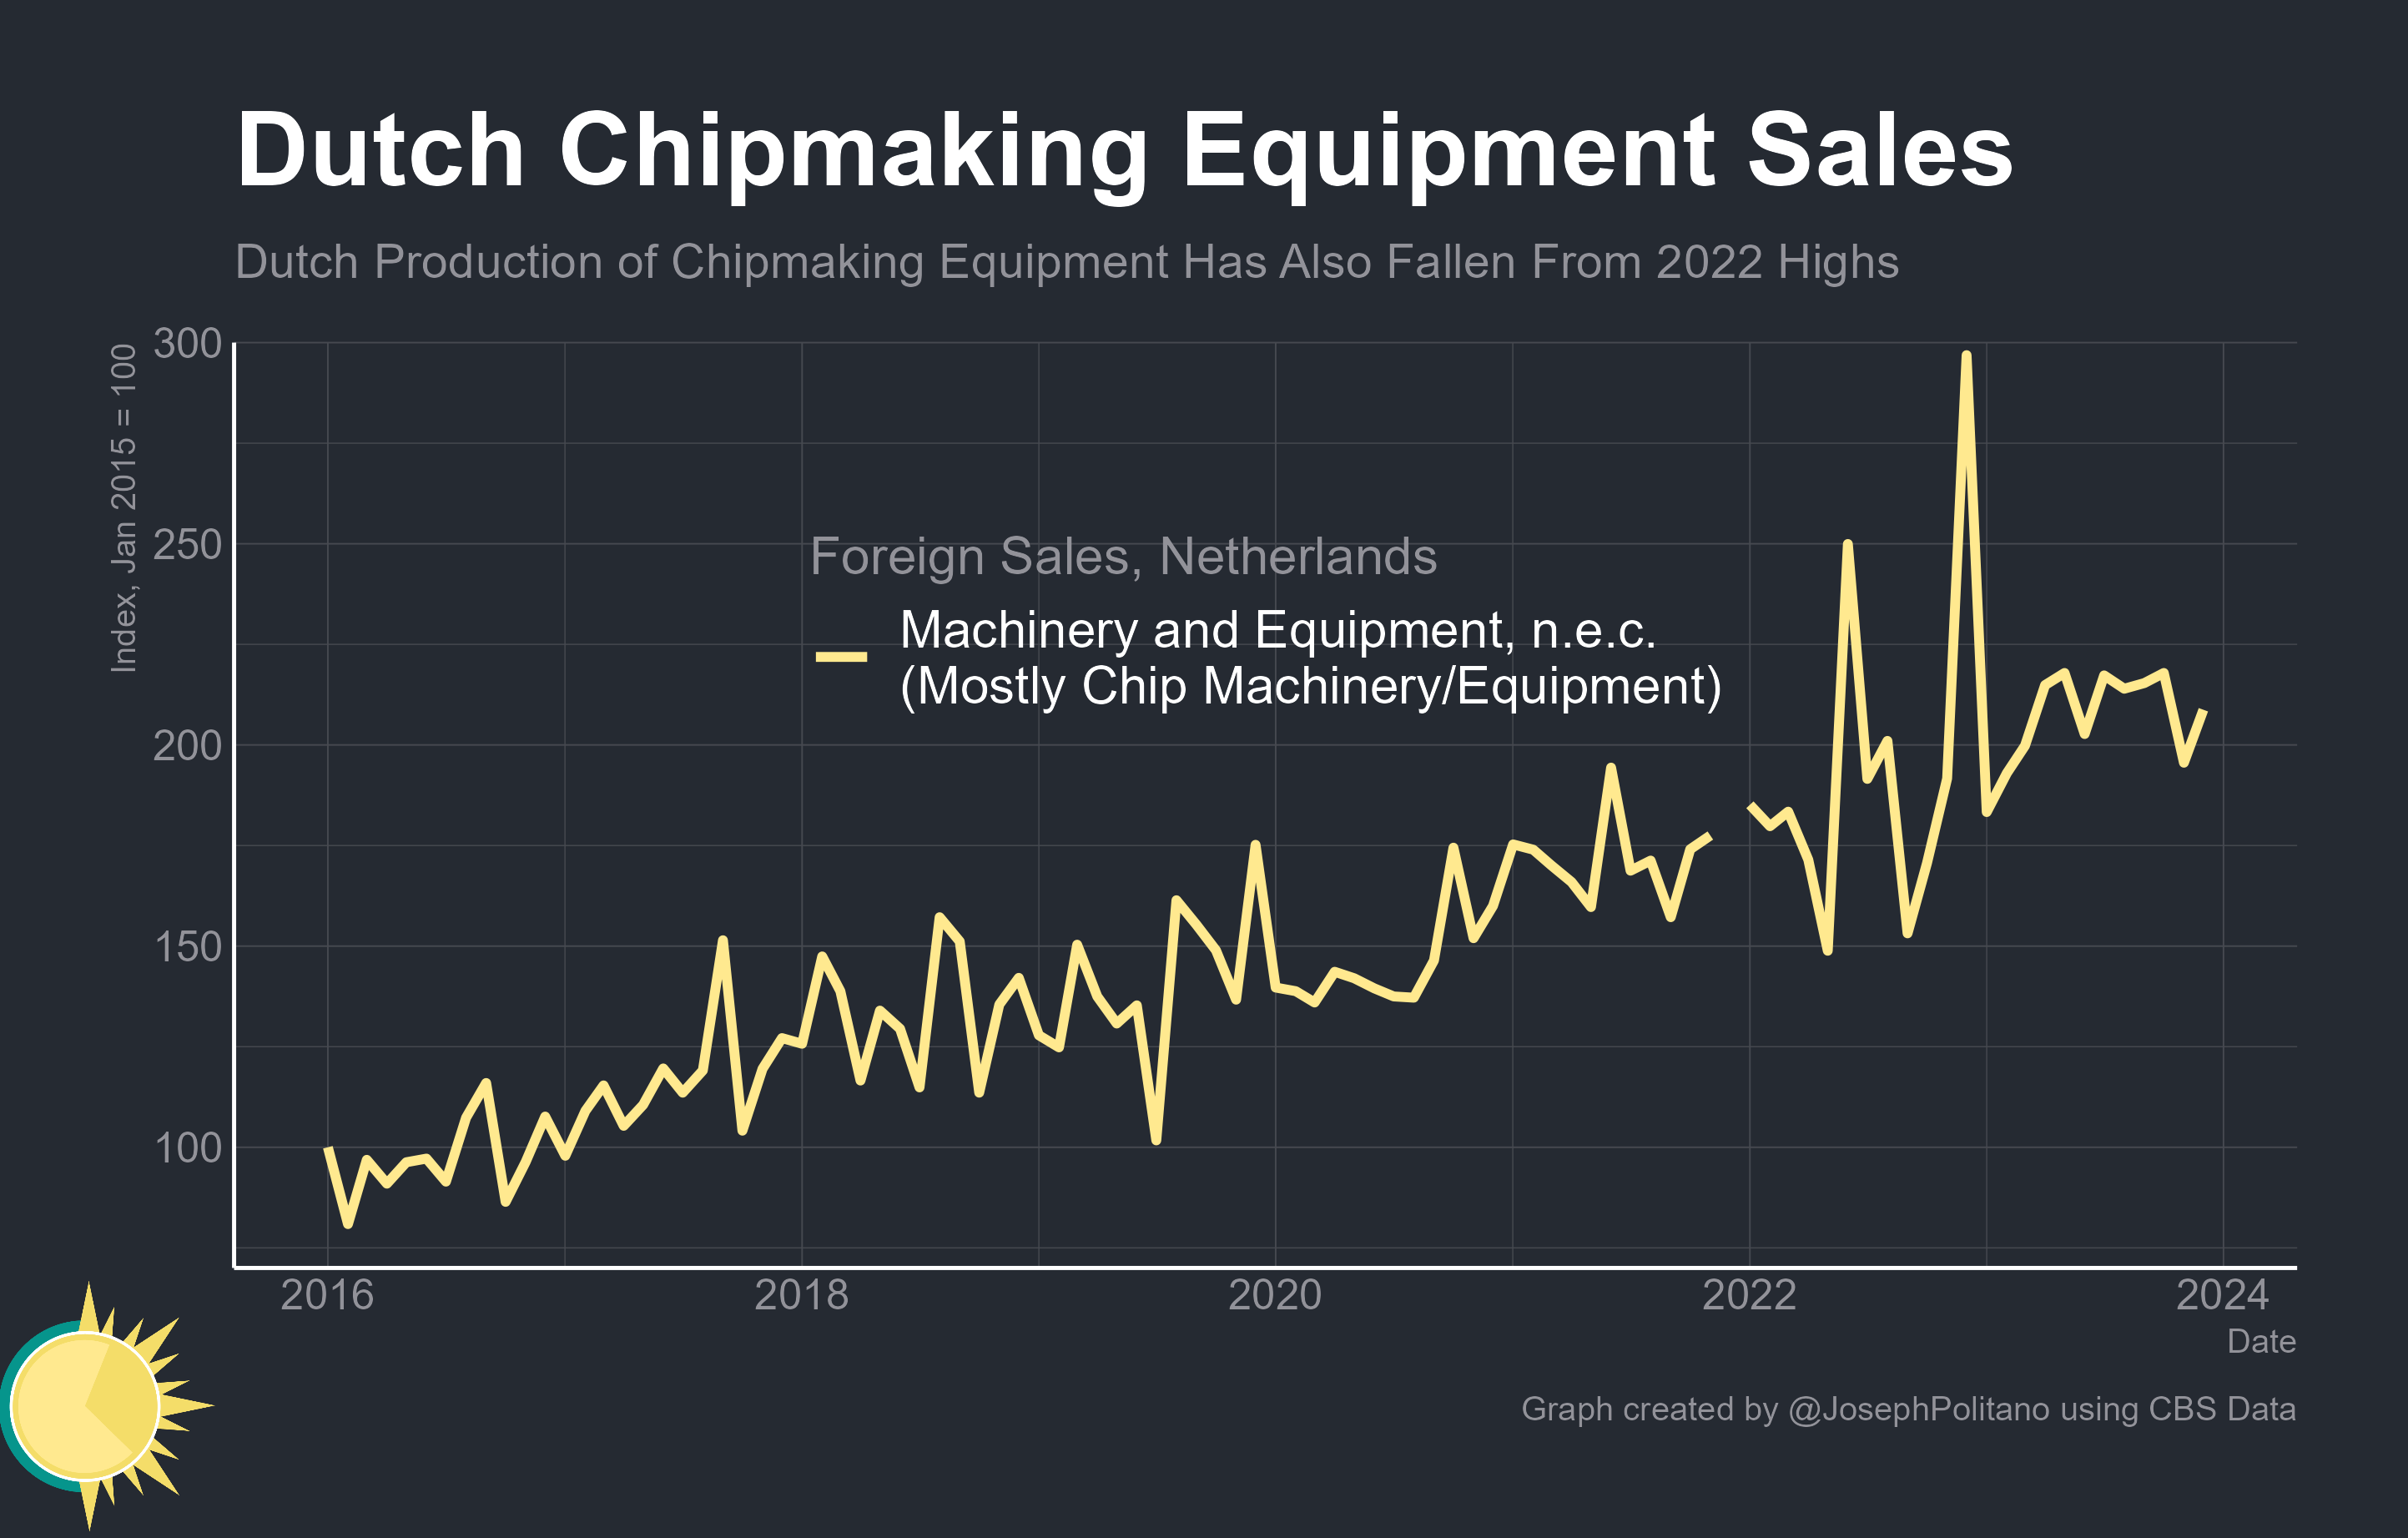 Dutch Chipmaking Equipment Sales
Dutch Production of Chipmaking Equipment Has Also Fallen From 2022 Highs
Index, Jan 2015 = 100
300
250
200
150
100
Foreign Sales, Netherlands
Machinery and Equipment, n.e.c.
(Mostly Chip Machinery/Equipment)
2016
2018
2020
2022
2024
Date
Graph created by @JosephPolitano using CBS Data